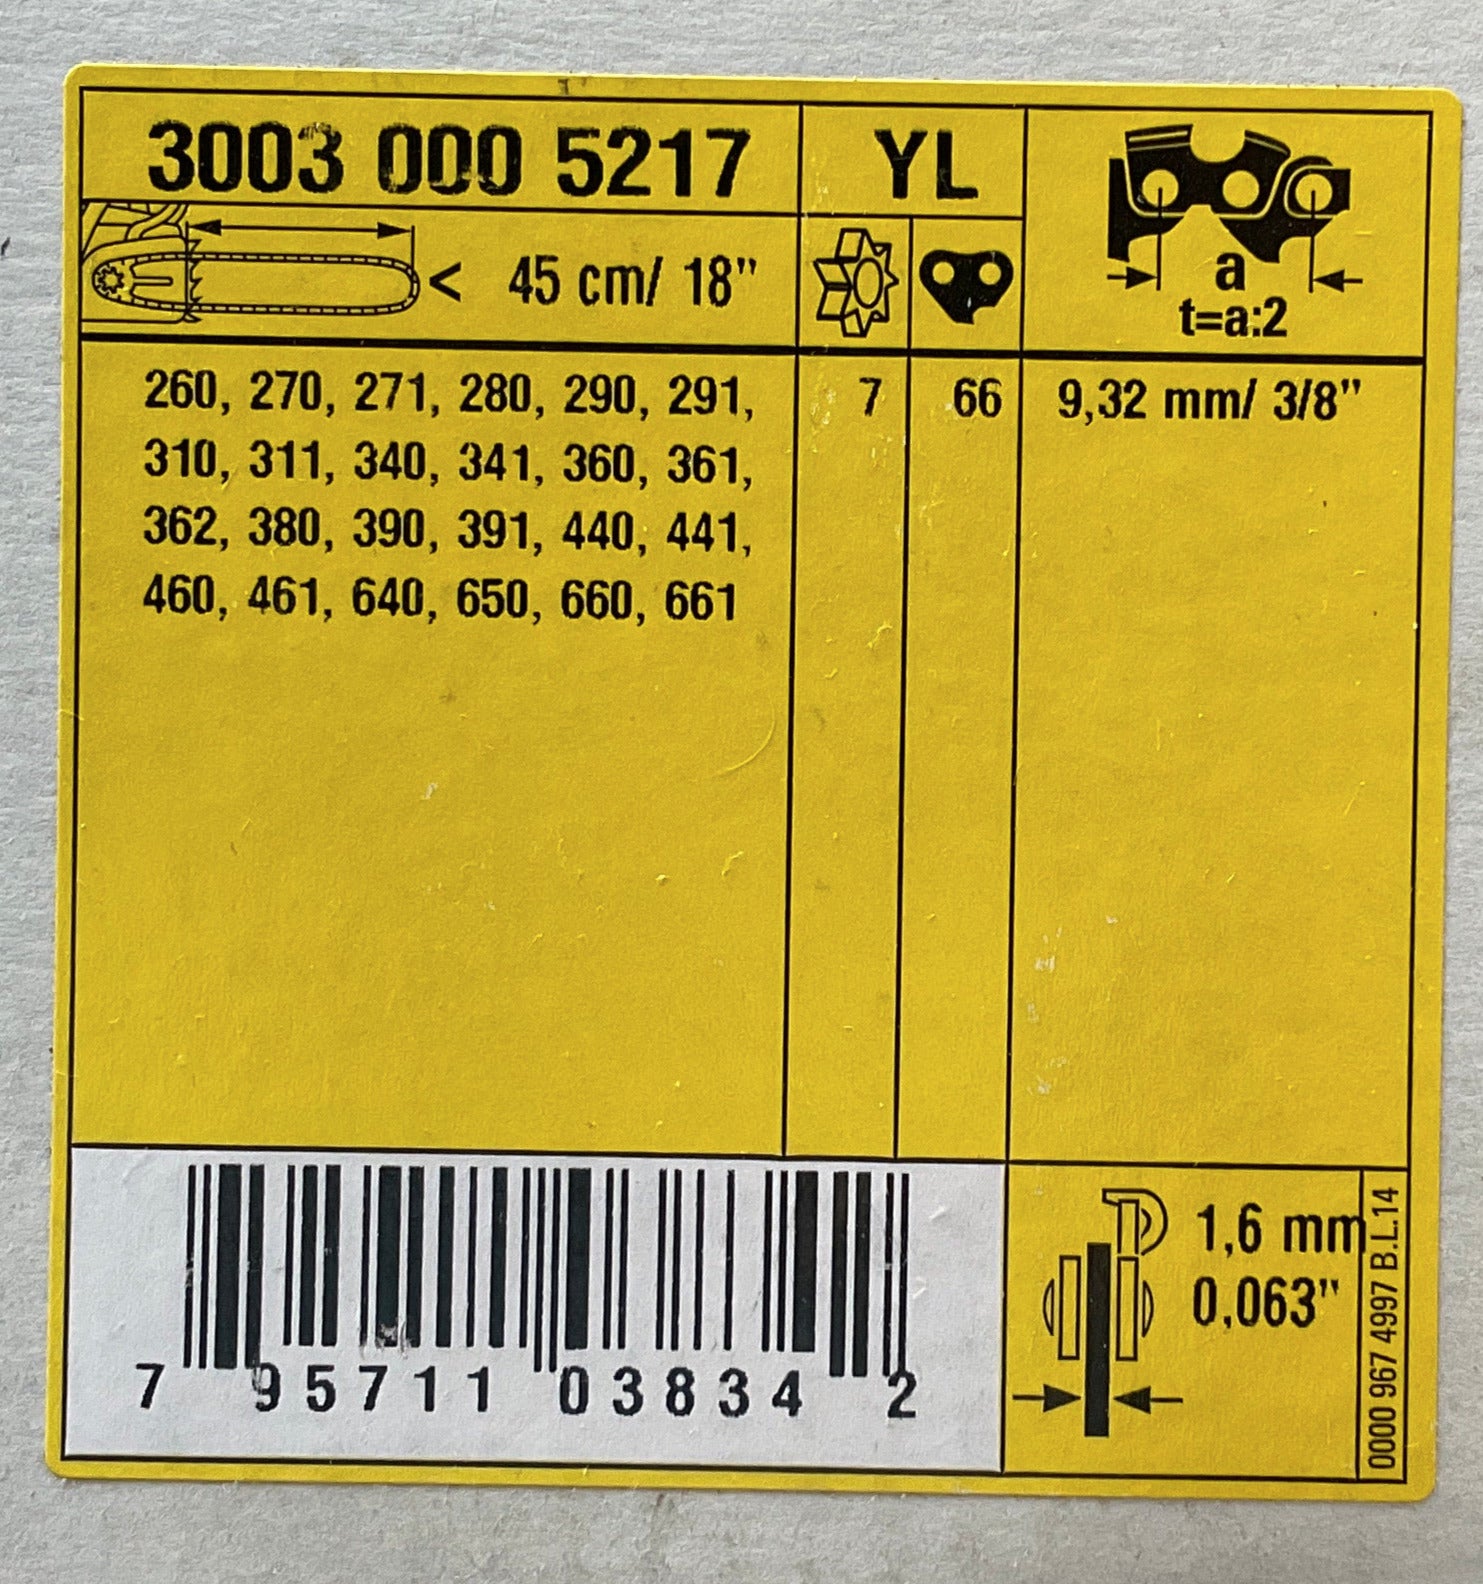 3003 000 5217
YL
< 45 cm/ 18"
a
t=a:2
260, 270, 271, 280, 290, 291,
310, 311, 340, 341, 360, 361,
362, 380, 390, 391, 440, 441,
460, 461, 640, 650, 660, 661
7
66
9,32 mm/ 3/8"
7 95711 03834 2
1,6 mm
0,063"
0000 967 4997 B.L.14